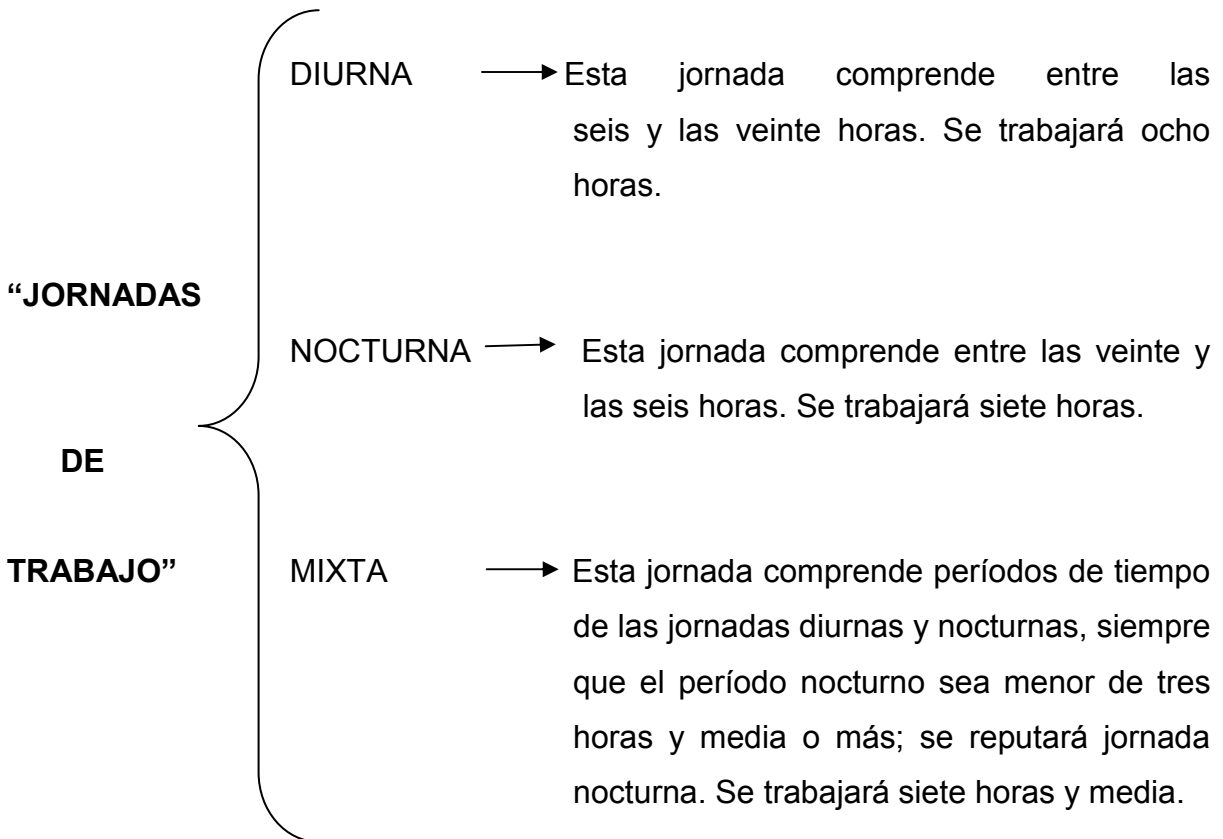 DIURNA Esta jornada comprende entre las
seis y las veinte horas. Se trabajará ocho
horas.
“JORNADAS
NOCTURNA Esta jornada comprende entre las veinte y
las seis horas. Se trabajará siete horas.
DE
TRABAJO” MIXTA Esta jornada comprende períodos de tiempo
de las jornadas diurnas y nocturnas, siempre
que el período nocturno sea menor de tres
horas y media o más; se reputará jornada
nocturna. Se trabajará siete horas y media.